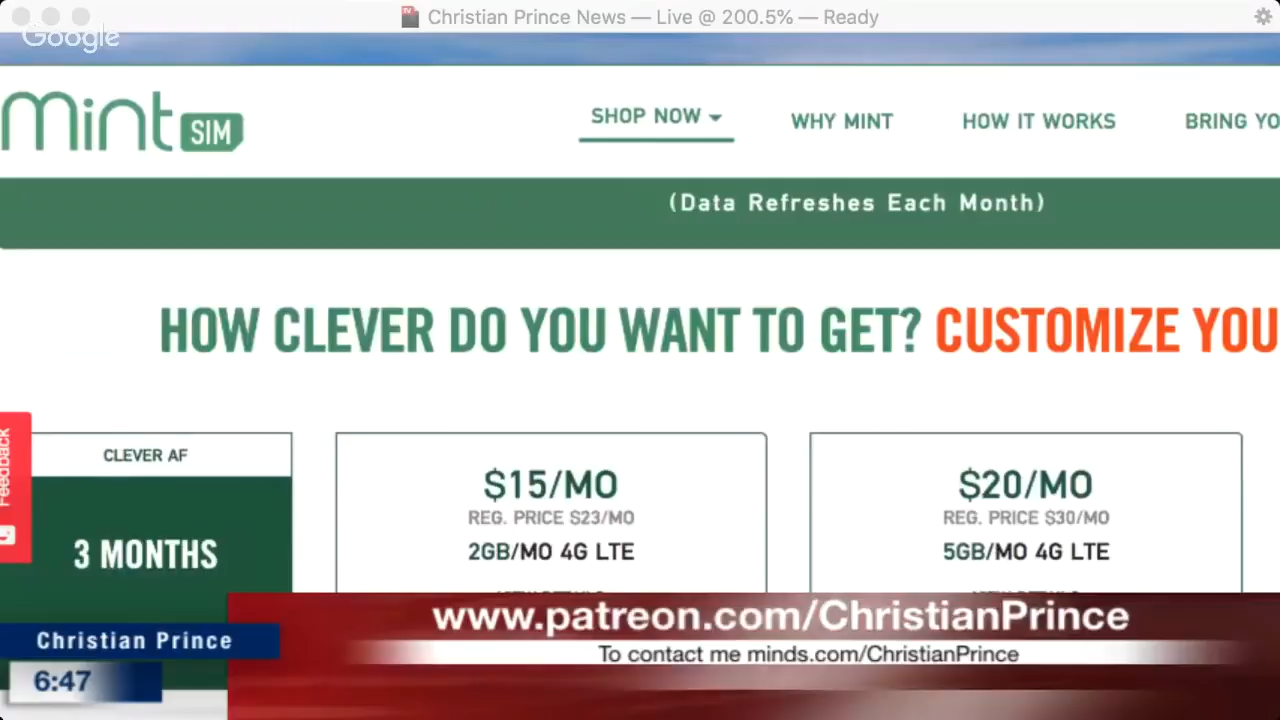 Christian Prince News — Live @ 200.5% — Ready
Google
mint SIM
SHOP NOW
WHY MINT
HOW IT WORKS
BRING YO
(Data Refreshes Each Month)
HOW CLEVER DO YOU WANT TO GET? CUSTOMIZE YOU
Feedback
CLEVER AF
3 MONTHS
$15/MO
REG. PRICE $23/MO
2GB/MO 4G LTE
$20/MO
REG. PRICE $30/MO
5GB/MO 4G LTE
www.patreon.com/ChristianPrince
To contact me minds.com/ChristianPrince
Christian Prince
6:47